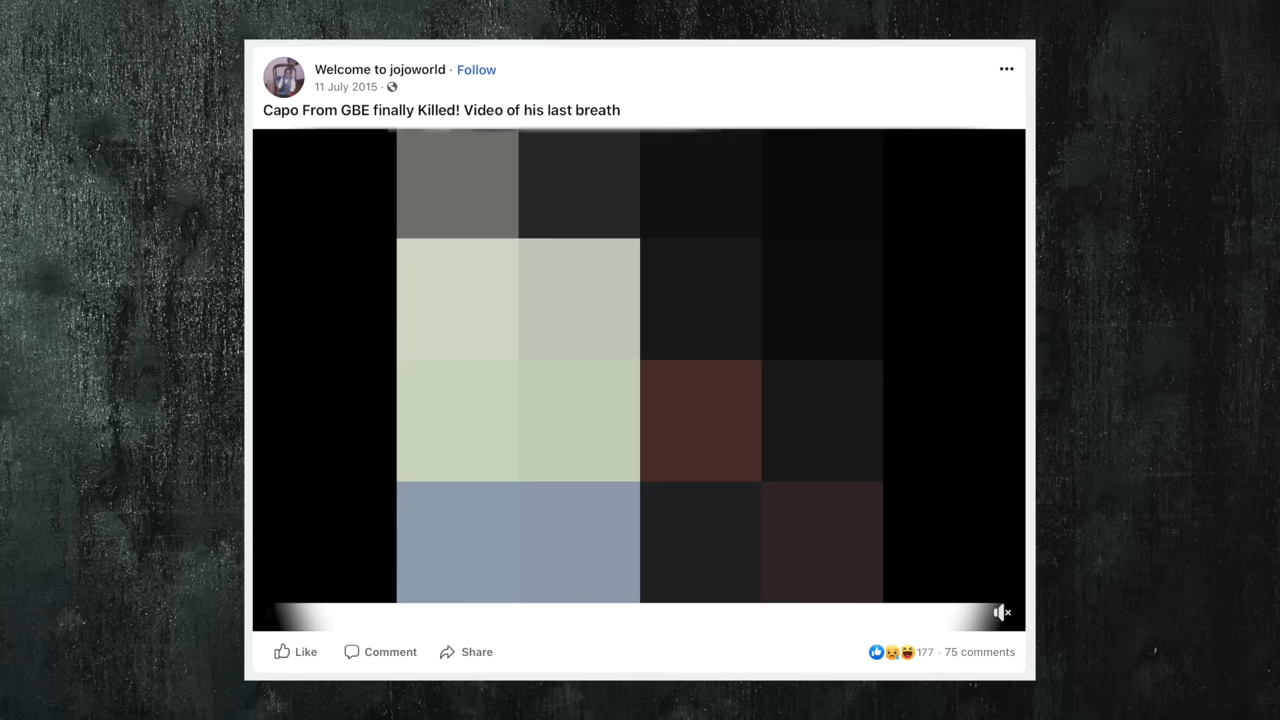 Welcome to jojoworld · Follow
11 July 2015 ·
Capo From GBE finally Killed! Video of his last breath
Like Comment Share 177 · 75 comments